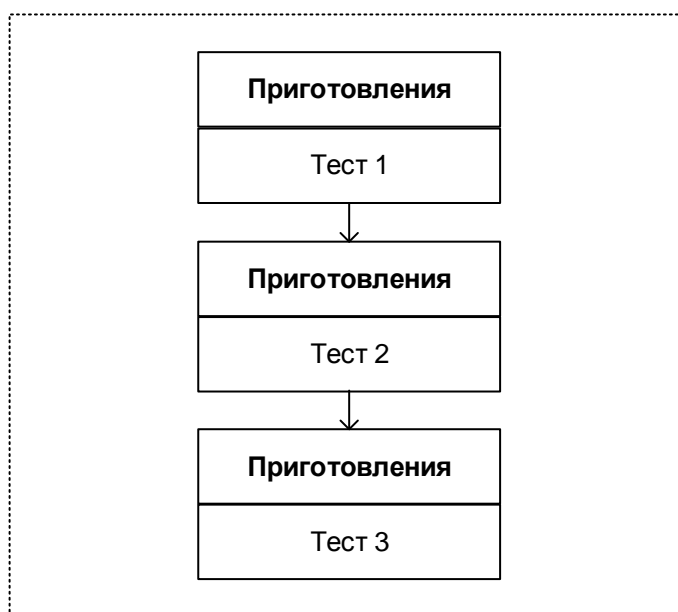 Приготовления
Тест 1
Приготовления
Тест 2
Приготовления
Тест 3